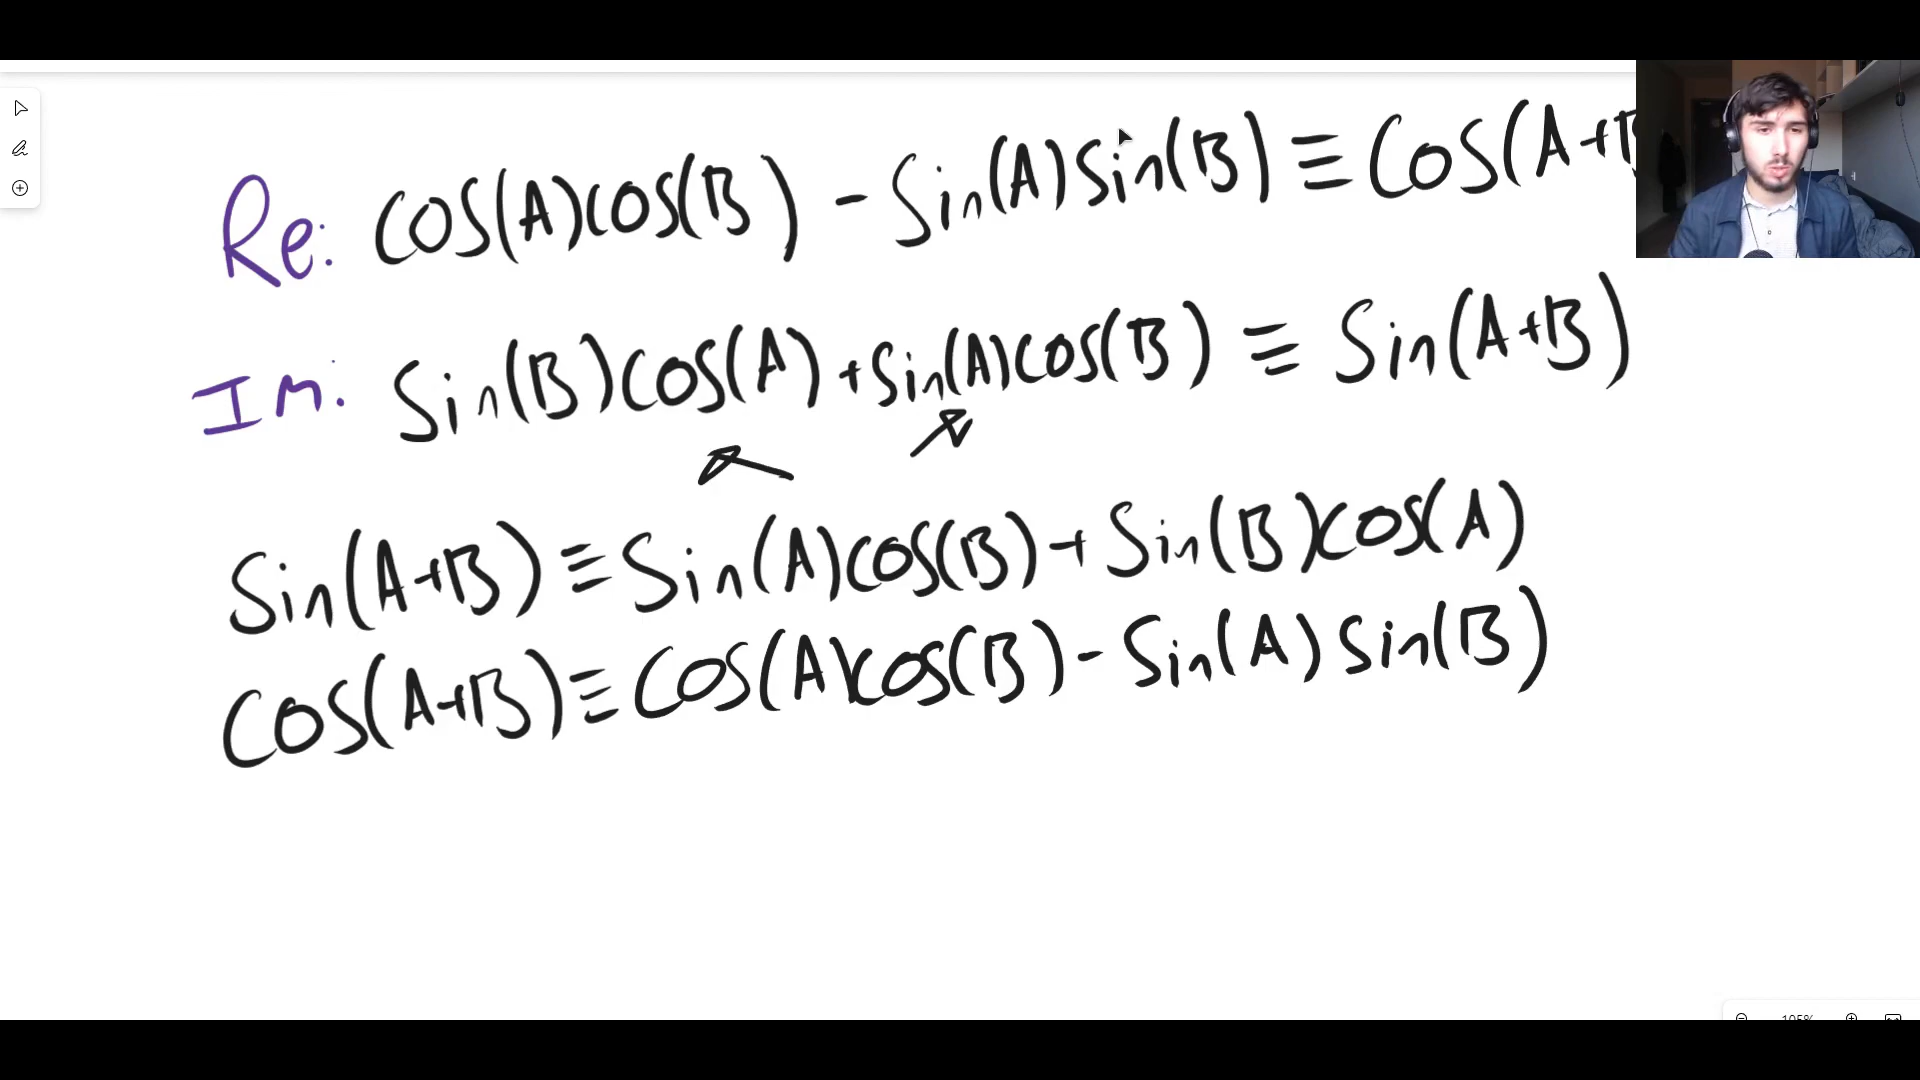 Re: cos(A)cos(B) - sin(A)sin(B) ≡ cos(A+B
Im: sin(B)cos(A) + sin(A)cos(B) ≡ sin(A+B)
sin(A+B) ≡ sin(A)cos(B) + sin(B)cos(A)
cos(A+B) ≡ cos(A)cos(B) - sin(A)sin(B)
105%